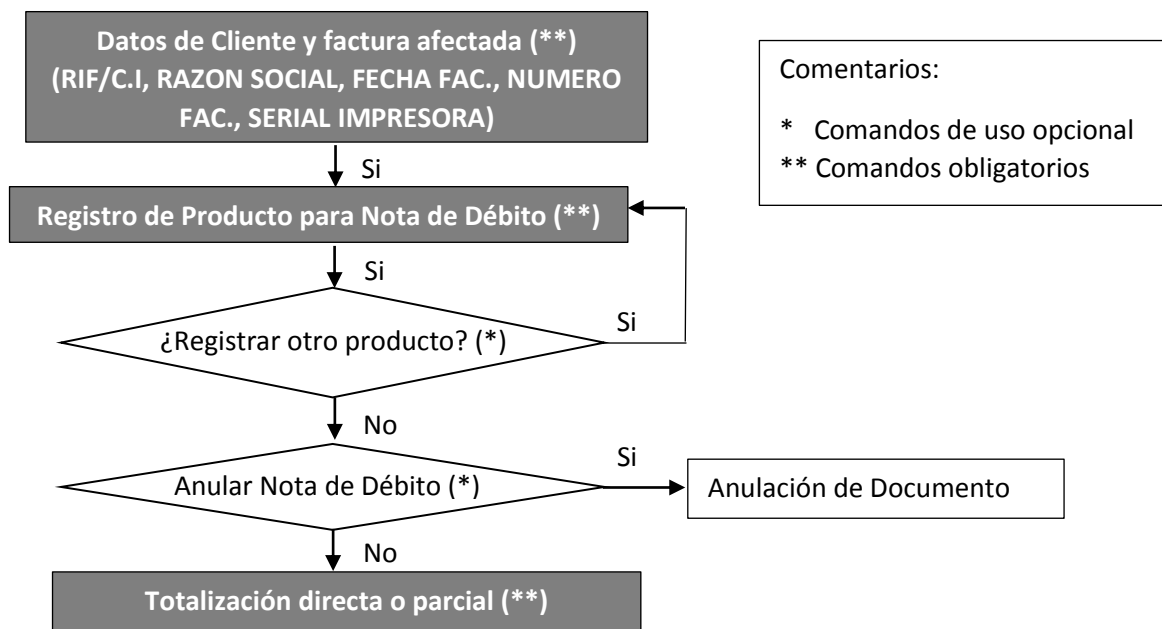 Datos de Cliente y factura afectada (**)
(RIF/C.I, RAZON SOCIAL, FECHA FAC., NUMERO
FAC., SERIAL IMPRESORA)
Comentarios:
* Comandos de uso opcional
** Comandos obligatorios
Si
Registro de Producto para Nota de Débito (**)
Si
¿Registrar otro producto? (*)
Si
No
Anular Nota de Débito (*)
Si
Anulación de Documento
No
Totalización directa o parcial (**)